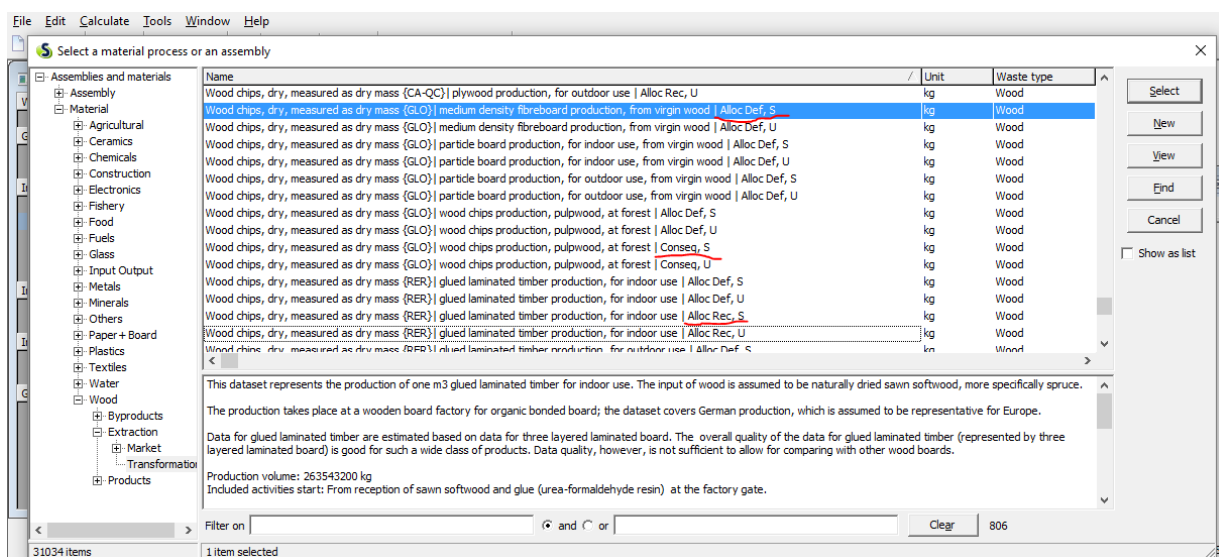 File Edit Calculate Tools Window Help
Select a material process or an assembly
Assemblies and materials
Assembly
Material
Agricultural
Ceramics
Chemicals
Construction
Electronics
Fishery
Food
Fuels
Glass
Input Output
Metals
Minerals
Others
Paper+Board
Plastics
Textiles
Water
Wood
Byproducts
Extraction
Market
Transformation
Products
Name / Unit Waste type
Wood chips, dry, measured as dry mass {CA-QC}| plywood production, for outdoor use | Alloc Rec, U kg Wood
Wood chips, dry, measured as dry mass {GLO}| medium density fibreboard production, from virgin wood | Alloc Def, S kg Wood
Wood chips, dry, measured as dry mass {GLO}| medium density fibreboard production, from virgin wood | Alloc Def, U kg Wood
Wood chips, dry, measured as dry mass {GLO}| particle board production, for indoor use, from virgin wood | Alloc Def, S kg Wood
Wood chips, dry, measured as dry mass {GLO}| particle board production, for indoor use, from virgin wood | Alloc Def, U kg Wood
Wood chips, dry, measured as dry mass {GLO}| particle board production, for outdoor use, from virgin wood | Alloc Def, S kg Wood
Wood chips, dry, measured as dry mass {GLO}| particle board production, for outdoor use, from virgin wood | Alloc Def, U kg Wood
Wood chips, dry, measured as dry mass {GLO}| wood chips production, pulpwood, at forest | Alloc Def, S kg Wood
Wood chips, dry, measured as dry mass {GLO}| wood chips production, pulpwood, at forest | Alloc Def, U kg Wood
Wood chips, dry, measured as dry mass {GLO}| wood chips production, pulpwood, at forest | Conseq, S kg Wood
Wood chips, dry, measured as dry mass {GLO}| wood chips production, pulpwood, at forest | Conseq, U kg Wood
Wood chips, dry, measured as dry mass {RER}| glued laminated timber production, for indoor use | Alloc Def, S kg Wood
Wood chips, dry, measured as dry mass {RER}| glued laminated timber production, for indoor use | Alloc Def, U kg Wood
Wood chips, dry, measured as dry mass {RER}| glued laminated timber production, for indoor use | Alloc Rec, S kg Wood
Wood chips, dry, measured as dry mass {RER}| glued laminated timber production, for indoor use | Alloc Rec, U kg Wood
Wood chips, dry, measured as dry mass {RER}| glued laminated timber production, for outdoor use | Alloc Def, S kg Wood
Select
New
View
Find
Cancel
Show as list
This dataset represents the production of one m3 glued laminated timber for indoor use. The input of wood is assumed to be naturally dried sawn softwood, more specifically spruce.
The production takes place at a wooden board factory for organic bonded board; the dataset covers German production, which is assumed to be representative for Europe.
Data for glued laminated timber are estimated based on data for three layered laminated board. The overall quality of the data for glued laminated timber (represented by three
layered laminated board) is good for such a wide class of products. Data quality, however, is not sufficient to allow for comparing with other wood boards.
Production volume: 263543200 kg
Included activities start: From reception of sawn softwood and glue (urea-formaldehyde resin) at the factory gate.
Filter on and or Clear 806
31034 items 1 item selected